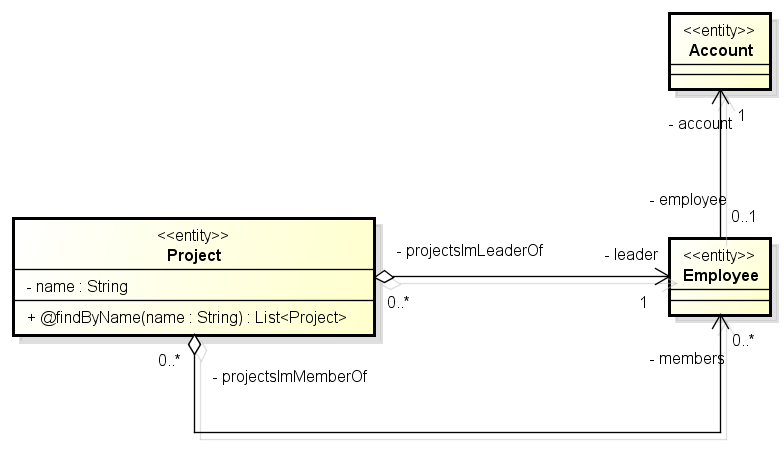 <<entity>>
Account
1
- account
- employee
0..1
<<entity>>
Project
- name : String
+ @findByName(name : String) : List<Project>
- projectsImLeaderOf
0..*
- leader
1
<<entity>>
Employee
0..*
- members
0..*
- projectsImMemberOf